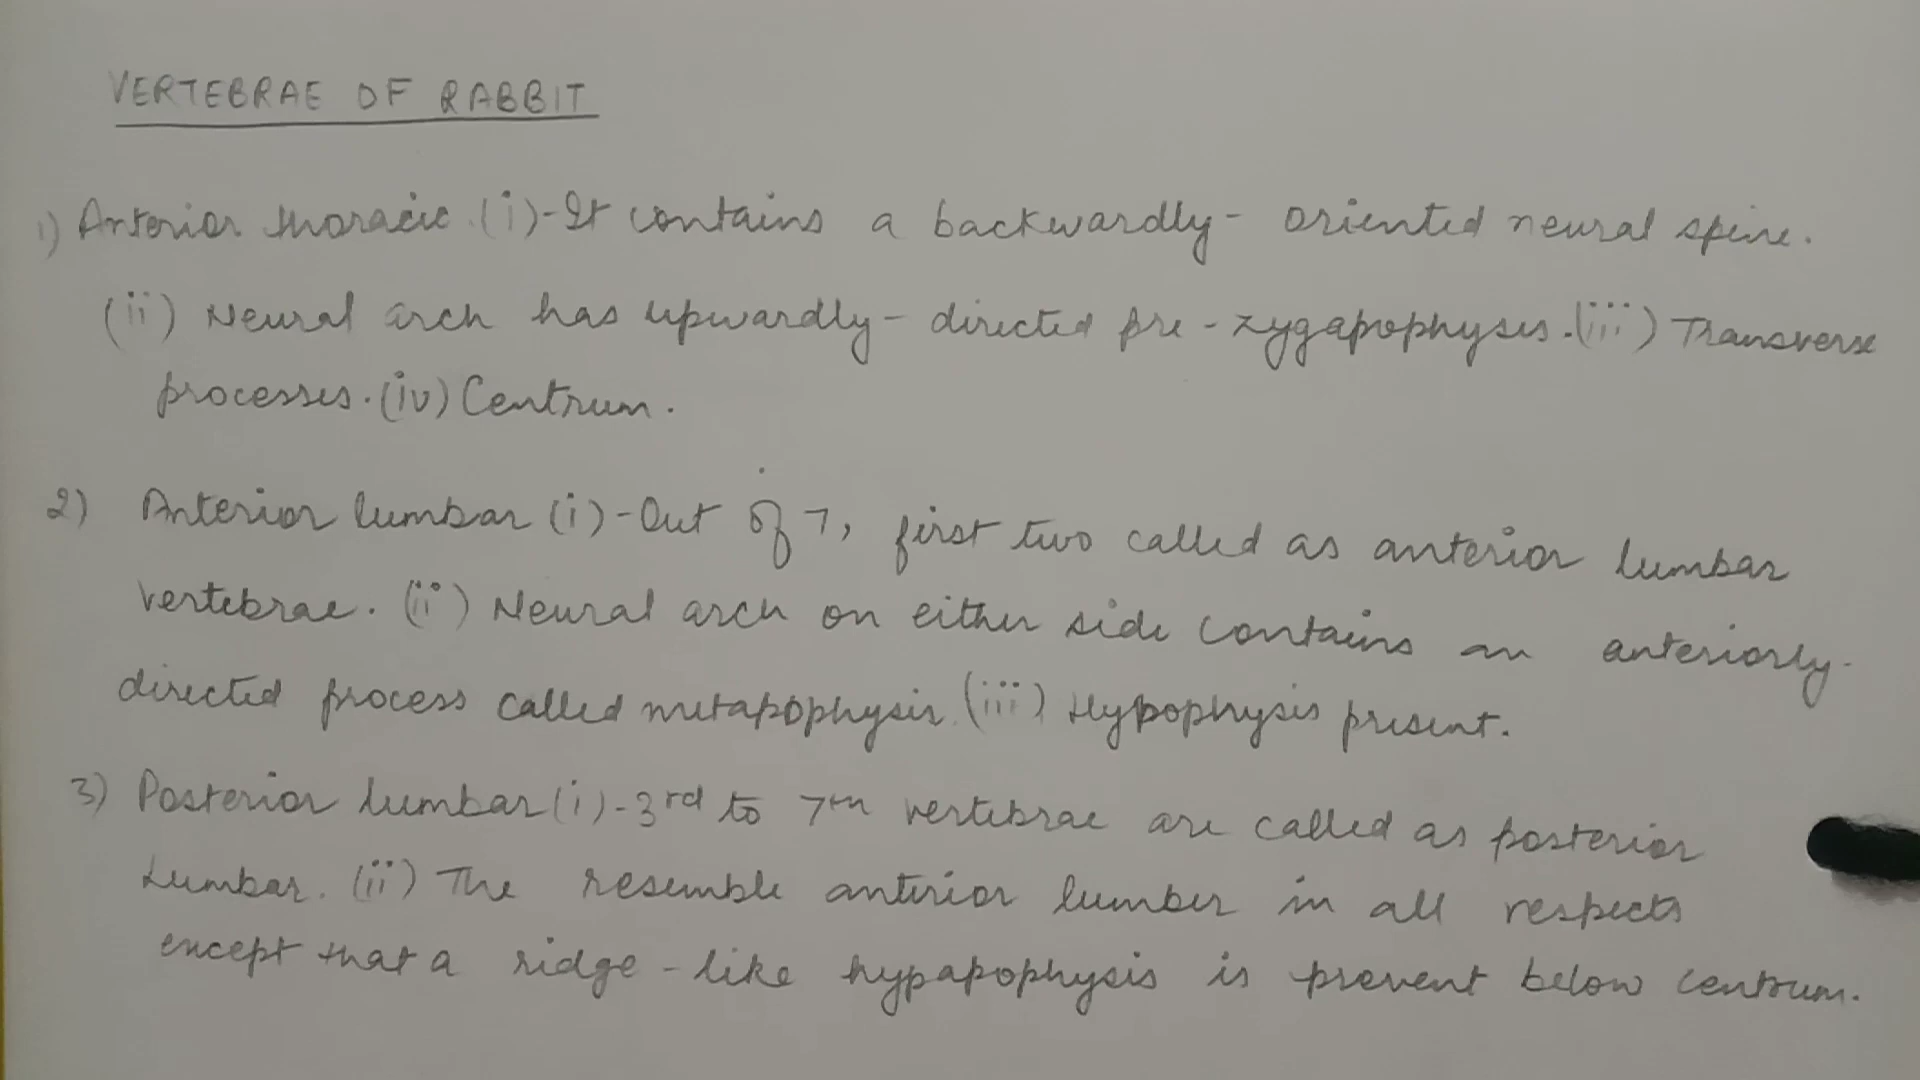 VERTEBRAE OF RABBIT
1) Anterior thoracic (i)-It contains a backwardly- oriented neural spine.
(ii) Neural arch has upwardly-directed pre-zygapophyses.(iii) Transverse
processes.(iv) Centrum.
2) Anterior lumbar (i)-Out of 7, first two called as anterior lumbar
vertebrae. (ii) Neural arch on either side contains an anteriorly-
directed process called metapophysis (iii) Hypophysis present.
3) Posterior lumbar (i)-3rd to 7th vertebrae are called as posterior
Lumbar. (ii) The resemble anterior lumber in all respects
except that a ridge-like hypapophysis is prevent below centrum.